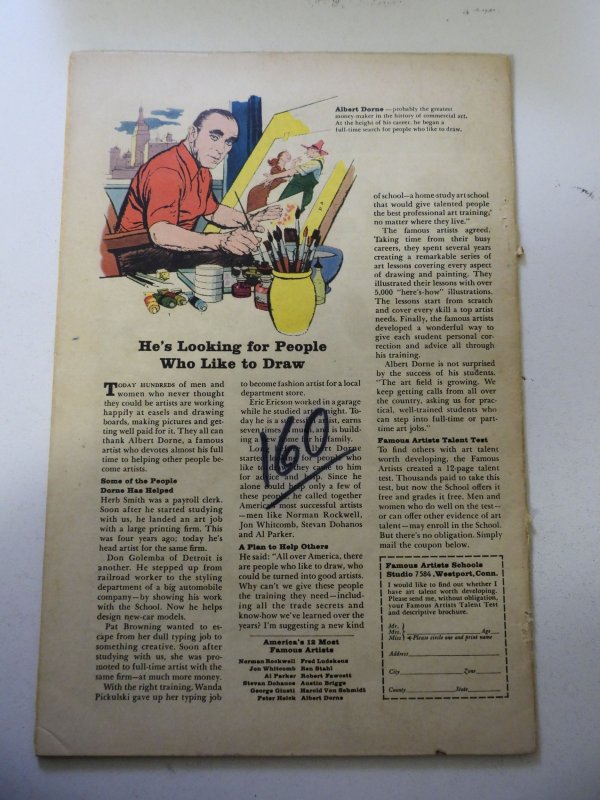 Albert Dorne — probably the greatest
money-maker in the history of commercial art.
At the height of his career, he began a
full-time search for people who like to draw.
He's Looking for People
Who Like to Draw
TODAY HUNDREDS of men and
women who never thought
they could be artists are working
happily at easels and drawing
boards, making pictures and get-
ting well paid for it. They all can
thank Albert Dorne, a famous
artist who devotes almost his full
time to helping other people be-
come artists.
Some of the People
Dorne Has Helped
Herb Smith was a payroll clerk.
Soon after he started studying
with us, he landed an art job
with a large printing firm. This
was four years ago; today he's
head artist for the same firm.
Don Golemba of Detroit is
another. He stepped up from
railroad worker to the styling
department of a big automobile
company—by showing his work
with the School. Now he helps
design new-car models.
Pat Browning wanted to es-
cape from her dull typing job to
something creative. Soon after
studying with us, she was pro-
moted to full-time artist with the
same firm—at much more money.
With the right training, Wanda
Pickulski gave up her typing job
to become fashion artist for a local
department store.
Eric Ericson worked in a garage
while he studied art night. To-
day he is a artist, earns
seven times as much, and is build-
ing a new for his family.
Dorne
started looking for people who
like to they came to him
for advice and help. Since he
alone could help only a few of
these people, he called together
America's most successful artists
—men like Norman Rockwell,
Jon Whitcomb, Stevan Dohanos
and Al Parker.
A Plan to Help Others
He said: "All over America, there
are people who like to draw, who
could be turned into good artists.
Why can't we give these people
the training they need—includ-
ing all the trade secrets and
know-how we've learned over the
years? I'm suggesting a new kind
America's 12 Most
Famous Artists
Norman Rockwell Fred Ludekens
Jon Whitcomb Ben Stahl
Al Parker Robert Fawcett
Stevan Dohanos Austin Briggs
George Giusti Harold Von Schmidt
Peter Helck Albert Dorne
160
of school—a home-study art school
that would give talented people
the best professional art training,
no matter where they live."
The famous artists agreed.
Taking time from their busy
careers, they spent several years
creating a remarkable series of
art lessons covering every aspect
of drawing and painting. They
illustrated their lessons with over
5,000 "here's-how" illustrations.
The lessons start from scratch
and cover every skill a top artist
needs. Finally, the famous artists
developed a wonderful way to
give each student personal cor-
rection and advice all through
his training.
Albert Dorne is not surprised
by the success of his students.
"The art field is growing. We
keep getting calls from all over
the country, asking us for prac-
tical, well-trained students who
can step into full-time or part-
time art jobs."
Famous Artists Talent Test
To find others with art talent
worth developing, the Famous
Artists created a 12-page talent
test. Thousands paid to take this
test, but now the School offers it
free and grades it free. Men and
women who do well on the test—
or can offer other evidence of art
talent—may enroll in the School.
But there's no obligation. Simply
mail the coupon below.
Famous Artists Schools
Studio 7584, Westport, Conn.
I would like to find out whether I
have art talent worth developing.
Please send me, without obligation,
your Famous Artists Talent Test
and descriptive brochure.
Mr.
Mrs. Age
Miss Please circle one and print name
Address
City Zone
County State